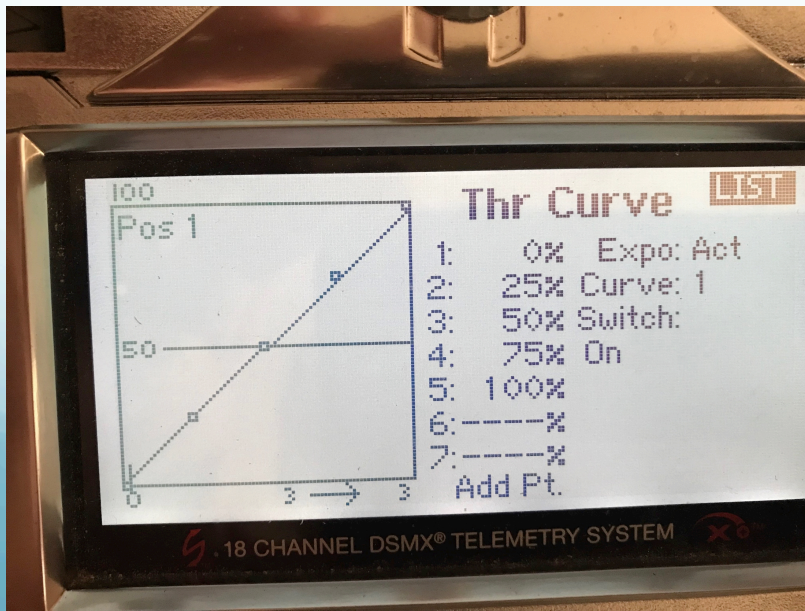 LIST
Thr Curve
100
Pos 1
50
0 3 → 3
1: 0% Expo: Act
2: 25% Curve: 1
3: 50% Switch:
4: 75% On
5: 100%
6: ----%
7: ----%
Add Pt.
18 CHANNEL DSMX® TELEMETRY SYSTEM